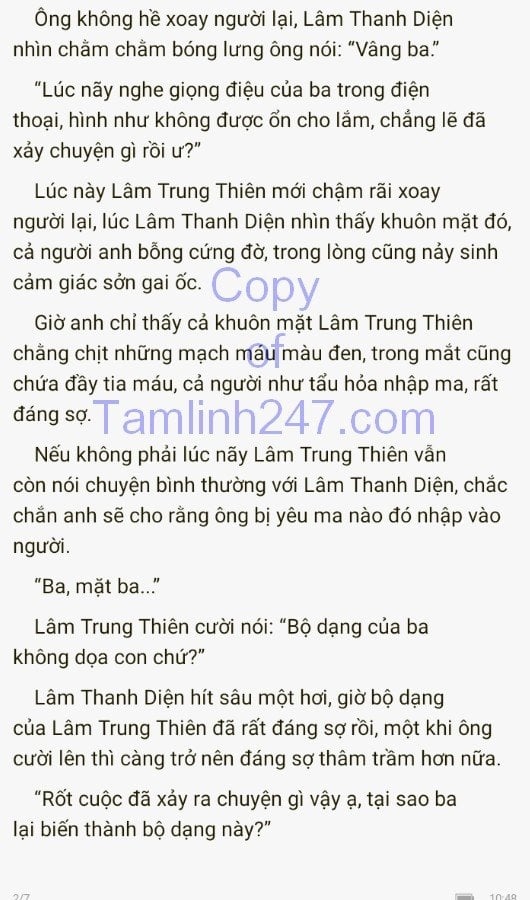 Ông không hề xoay người lại, Lâm Thanh Diện
nhìn chằm chằm bóng lưng ông nói: “Vâng ba.”
“Lúc nãy nghe giọng điệu của ba trong điện
thoại, hình như không được ổn cho lắm, chẳng lẽ đã
xảy chuyện gì rồi ư?”
Lúc này Lâm Trung Thiên mới chậm rãi xoay
người lại, lúc Lâm Thanh Diện nhìn thấy khuôn mặt đó,
cả người anh bỗng cứng đờ, trong lòng cũng nảy sinh
cảm giác sởn gai ốc.
Copy
Giờ anh chỉ thấy cả khuôn mặt Lâm Trung Thiên
chằng chịt những mạch máu màu đen, trong mắt cũng
of
chứa đầy tia máu, cả người như tẩu hỏa nhập ma, rất
đáng sợ.
Tamlinh247.com
Nếu không phải lúc nãy Lâm Trung Thiên vẫn
còn nói chuyện bình thường với Lâm Thanh Diện, chắc
chắn anh sẽ cho rằng ông bị yêu ma nào đó nhập vào
người.
“Ba, mặt ba...”
Lâm Trung Thiên cười nói: “Bộ dạng của ba
không dọa con chứ?”
Lâm Thanh Diện hít sâu một hơi, giờ bộ dạng
của Lâm Trung Thiên đã rất đáng sợ rồi, một khi ông
cười lên thì càng trở nên đáng sợ thâm trầm hơn nữa.
“Rốt cuộc đã xảy ra chuyện gì vậy ạ, tại sao ba
lại biến thành bộ dạng này?”
2/7
10:48